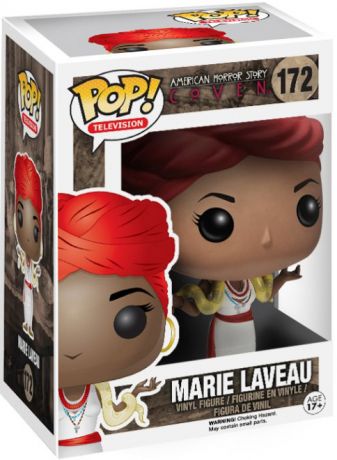 POP!
TELEVISION
AMERICAN HORROR STORY
COVEN
172
MARIE LAVEAU
172
MARIE LAVEAU
VINYL FIGURE / FIGURINE EN VINYLE /
FIGURA DE VINIL
WARNING: Choking Hazard.
May contain small parts.
AGE
17+